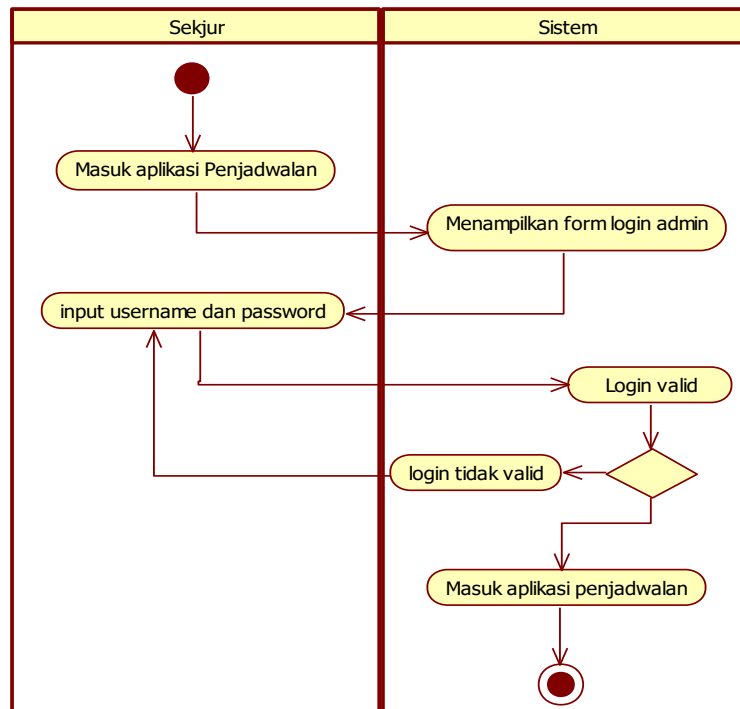 Sekjur
Sistem
Masuk aplikasi Penjadwalan
Menampilkan form login admin
input username dan password
Login valid
login tidak valid
Masuk aplikasi penjadwalan